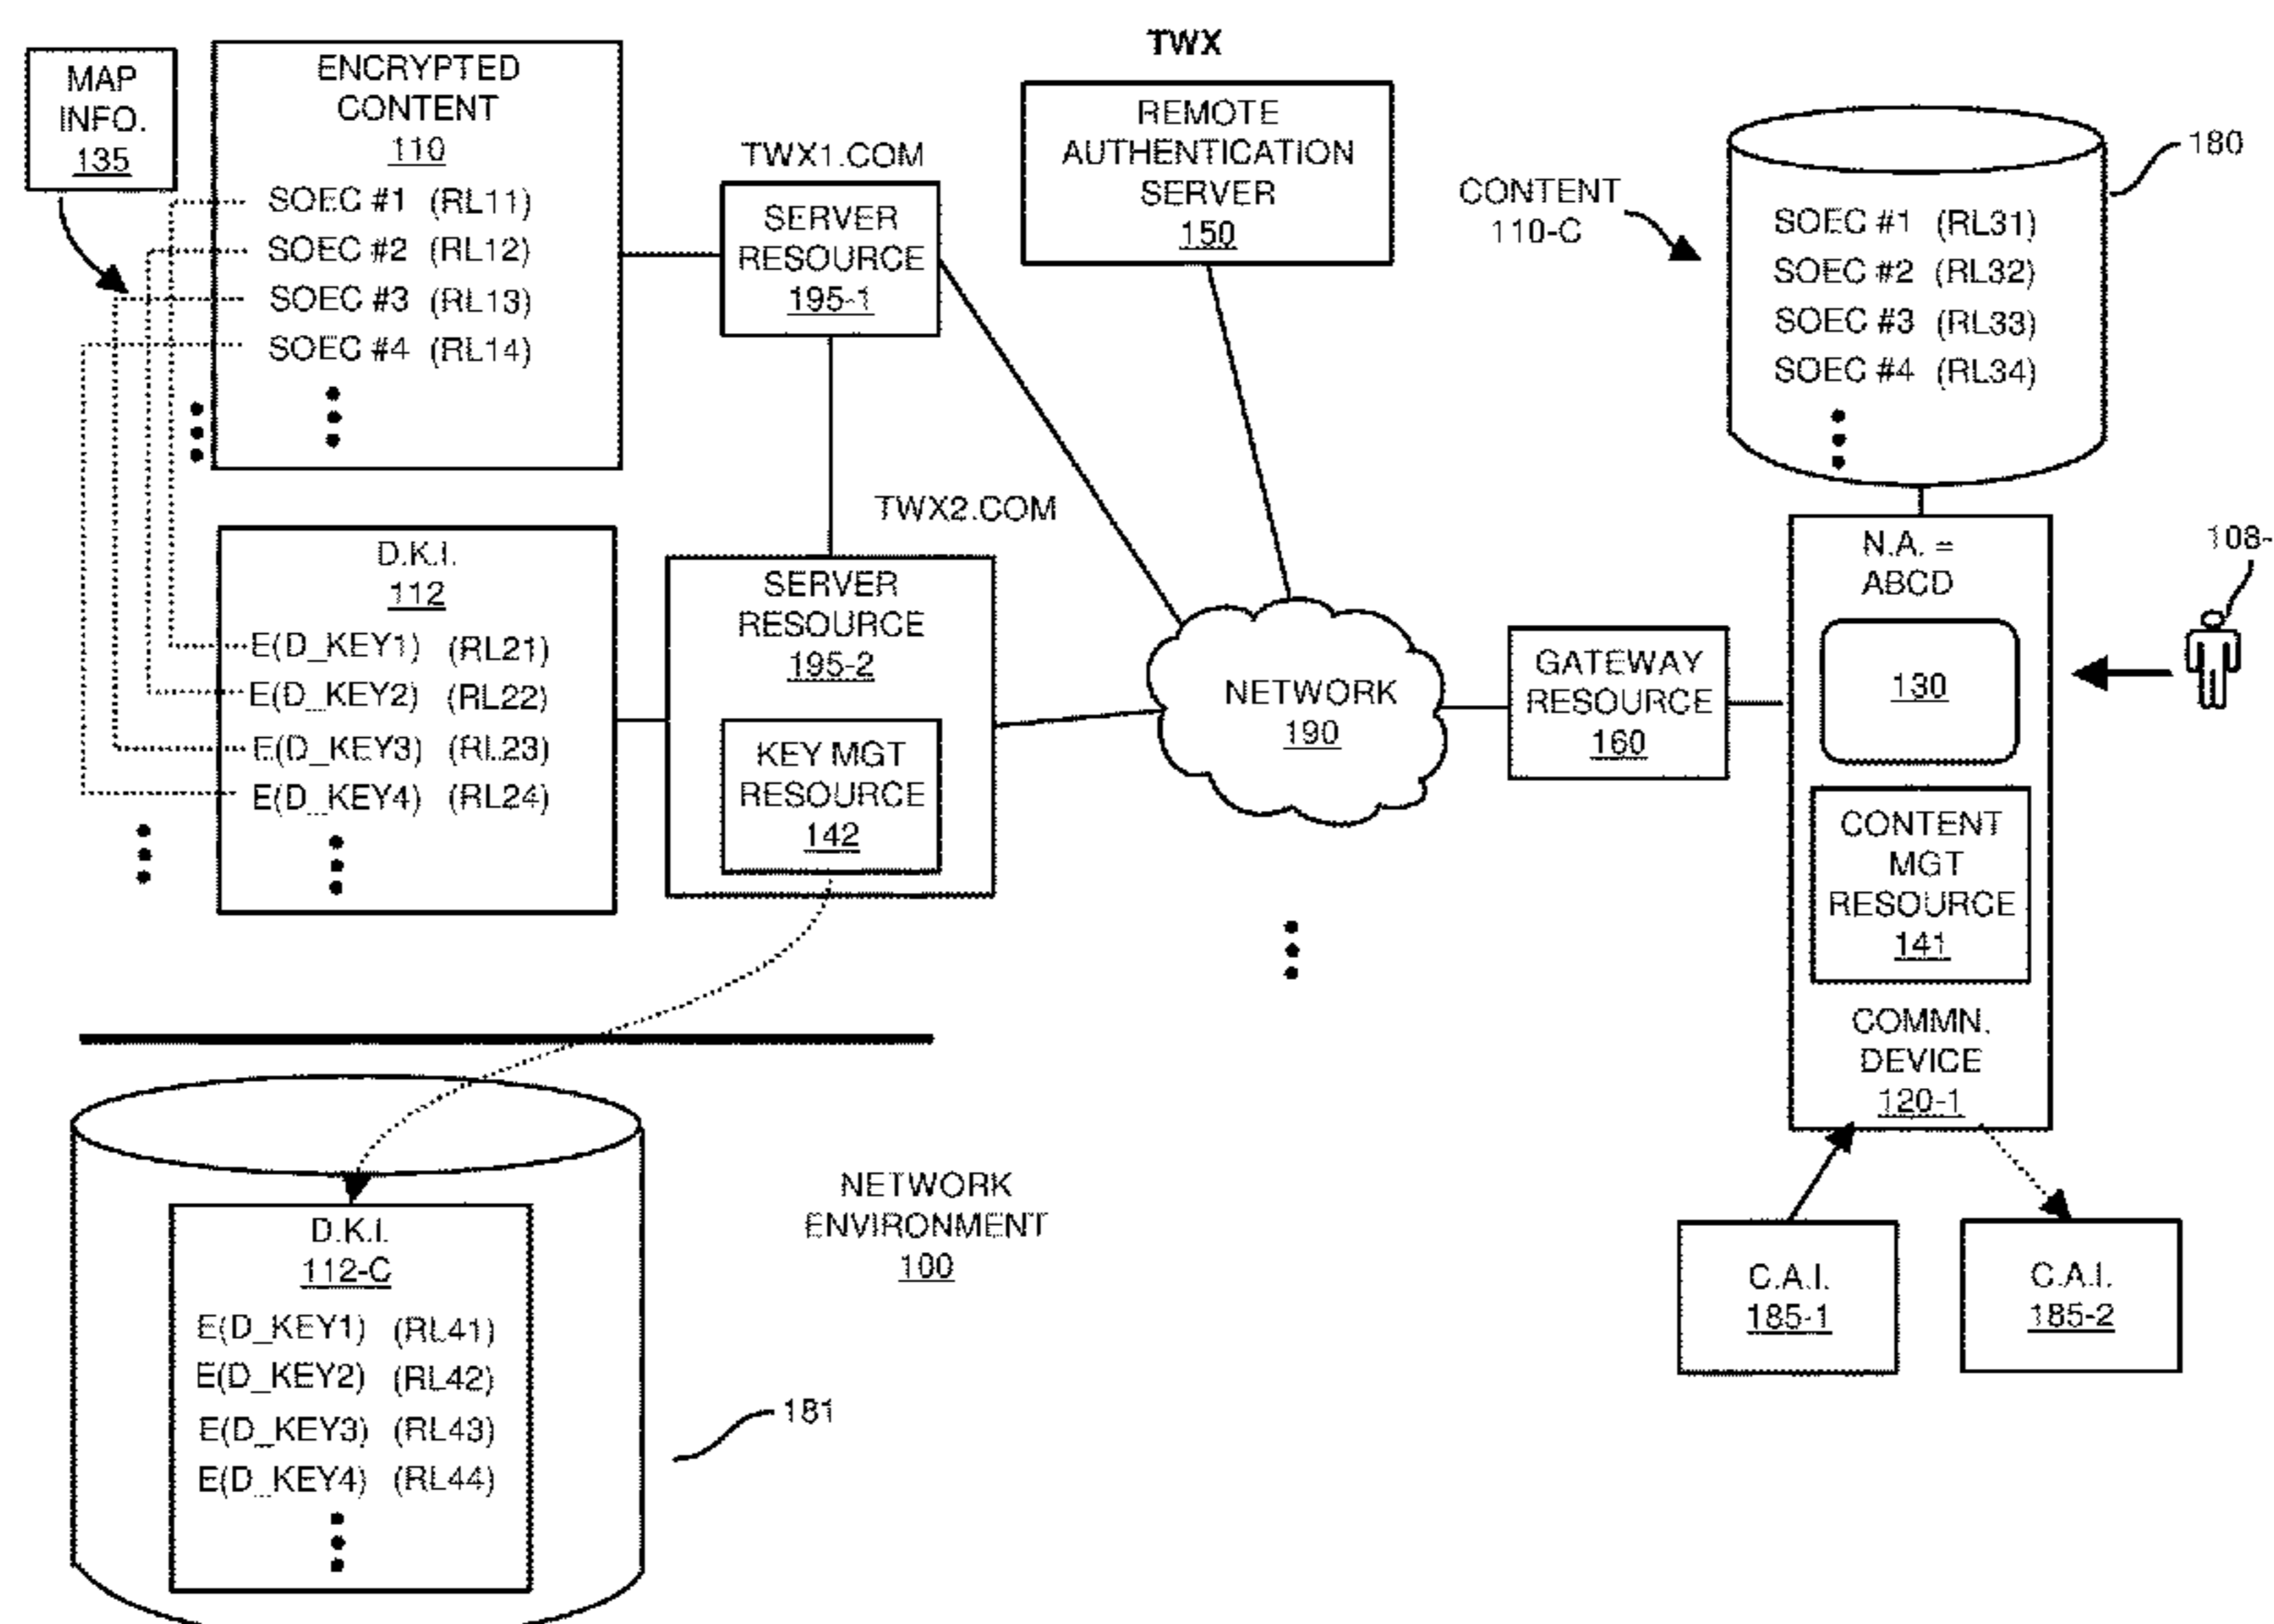 MAP
INFO.
135
ENCRYPTED
CONTENT
110
SOEC #1 (RL11)
SOEC #2 (RL12)
SOEC #3 (RL13)
SOEC #4 (RL14)
TWX1.COM
SERVER
RESOURCE
195-1
TWX
REMOTE
AUTHENTICATION
SERVER
150
CONTENT
110-C
180
SOEC #1 (RL31)
SOEC #2 (RL32)
SOEC #3 (RL33)
SOEC #4 (RL34)
D.K.I.
112
E(D_KEY1) (RL21)
E(D_KEY2) (RL22)
E(D_KEY3) (RL23)
E(D_KEY4) (RL24)
TWX2.COM
SERVER
RESOURCE
195-2
KEY MGT
RESOURCE
142
NETWORK
190
GATEWAY
RESOURCE
160
N.A. =
ABCD
130
108-
CONTENT
MGT
RESOURCE
141
COMMN.
DEVICE
120-1
C.A.I.
185-1
C.A.I.
185-2
NETWORK
ENVIRONMENT
100
D.K.I.
112-C
E(D_KEY1) (RL41)
E(D_KEY2) (RL42)
E(D_KEY3) (RL43)
E(D_KEY4) (RL44)
181